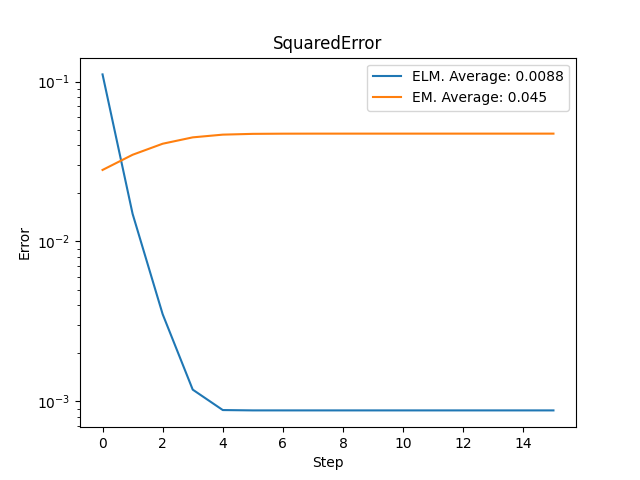 SquaredError
ELM. Average: 0.0088
EM. Average: 0.045
10⁻¹
10⁻²
10⁻³
Error
0 2 4 6 8 10 12 14
Step